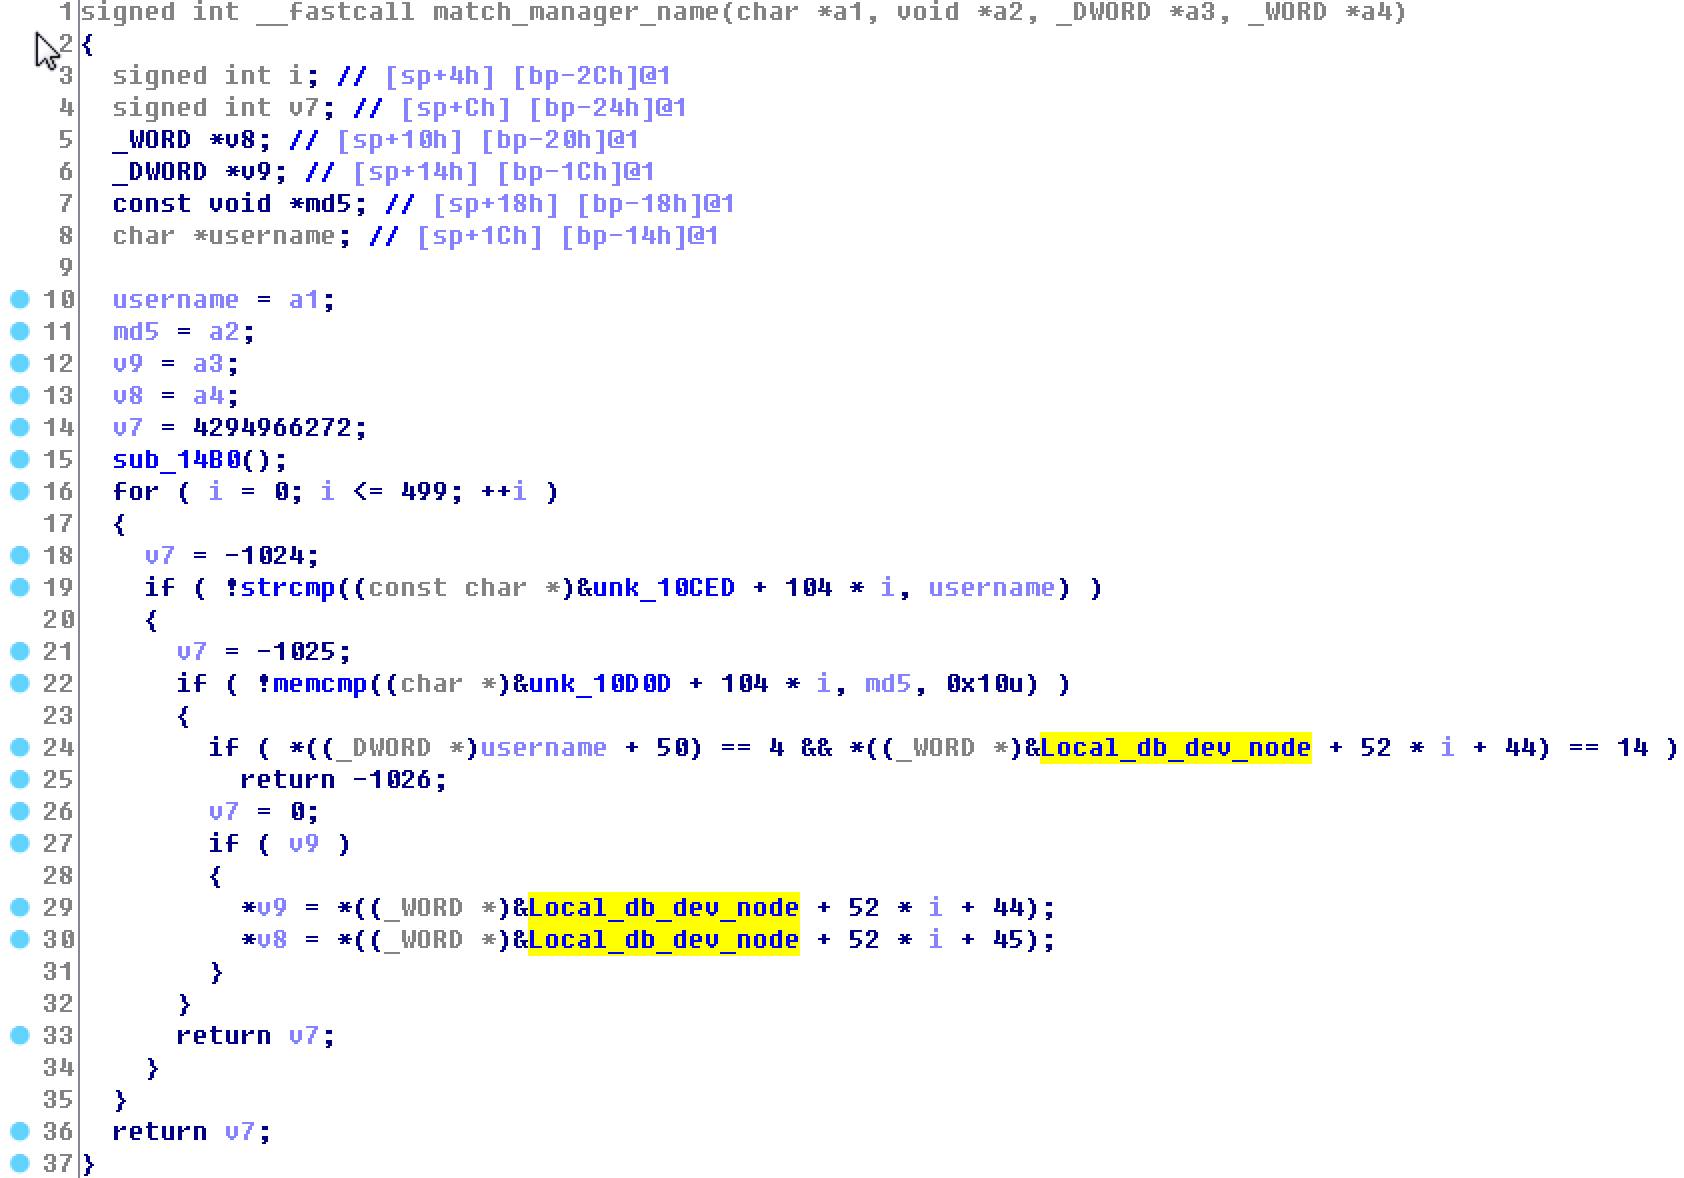 1 signed int __fastcall match_manager_name(char *a1, void *a2, _DWORD *a3, _WORD *a4)
2 {
3   signed int i; // [sp+4h] [bp-2Ch]@1
4   signed int v7; // [sp+Ch] [bp-24h]@1
5   _WORD *v8; // [sp+10h] [bp-20h]@1
6   _DWORD *v9; // [sp+14h] [bp-1Ch]@1
7   const void *md5; // [sp+18h] [bp-18h]@1
8   char *username; // [sp+1Ch] [bp-14h]@1
9
10   username = a1;
11   md5 = a2;
12   v9 = a3;
13   v8 = a4;
14   v7 = 4294966272;
15   sub_14B0();
16   for ( i = 0; i <= 499; ++i )
17   {
18     v7 = -1024;
19     if ( !strcmp((const char *)&unk_10CED + 104 * i, username) )
20     {
21       v7 = -1025;
22       if ( !memcmp((char *)&unk_10D0D + 104 * i, md5, 0x10u) )
23       {
24         if ( *((_DWORD *)username + 50) == 4 && *((_WORD *)&Local_db_dev_node + 52 * i + 44) == 14 )
25           return -1026;
26         v7 = 0;
27         if ( v9 )
28         {
29           *v9 = *((_WORD *)&Local_db_dev_node + 52 * i + 44);
30           *v8 = *((_WORD *)&Local_db_dev_node + 52 * i + 45);
31         }
32       }
33       return v7;
34     }
35   }
36   return v7;
37 }